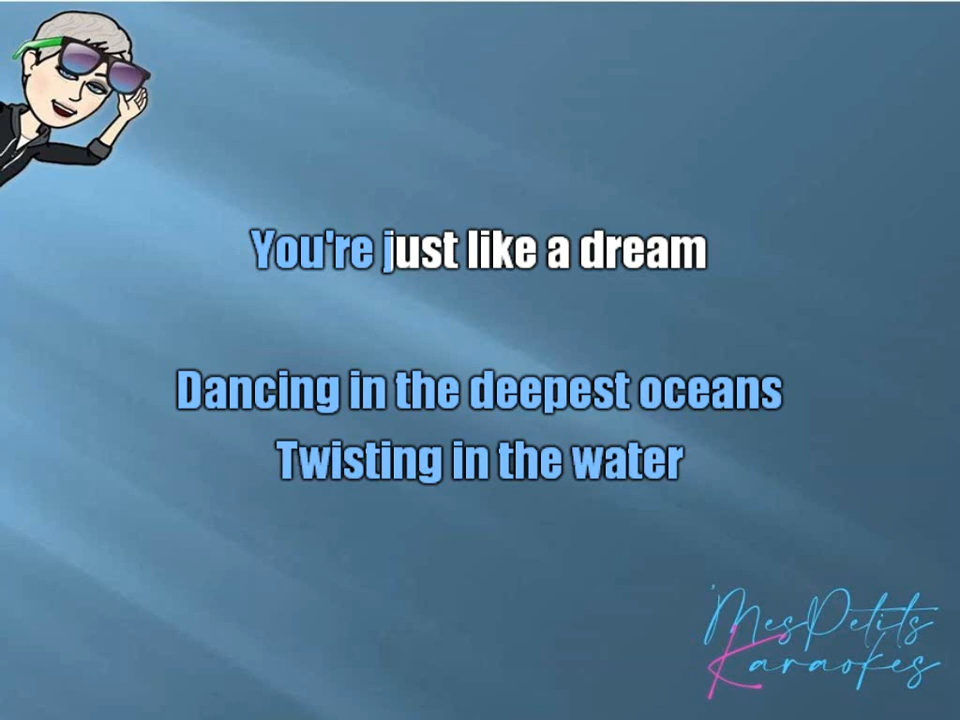 You're just like a dream
Dancing in the deepest oceans
Twisting in the water
MesPetits
Karaokes